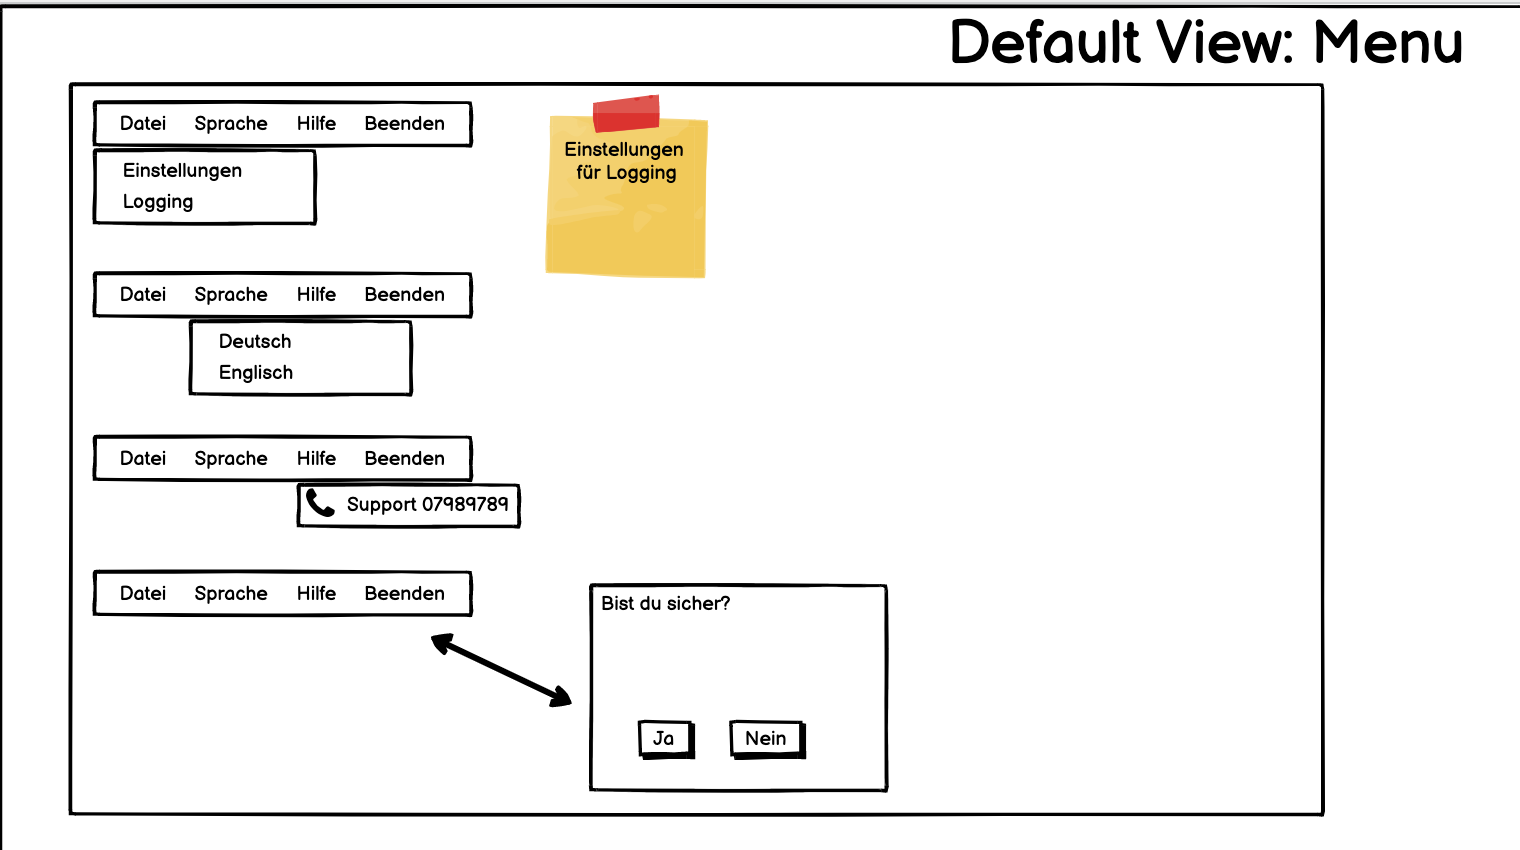 Default View: Menu
Datei Sprache Hilfe Beenden
Einstellungen
Logging
Einstellungen
für Logging
Datei Sprache Hilfe Beenden
Deutsch
Englisch
Datei Sprache Hilfe Beenden
Support 07989789
Datei Sprache Hilfe Beenden
Bist du sicher?
Ja Nein